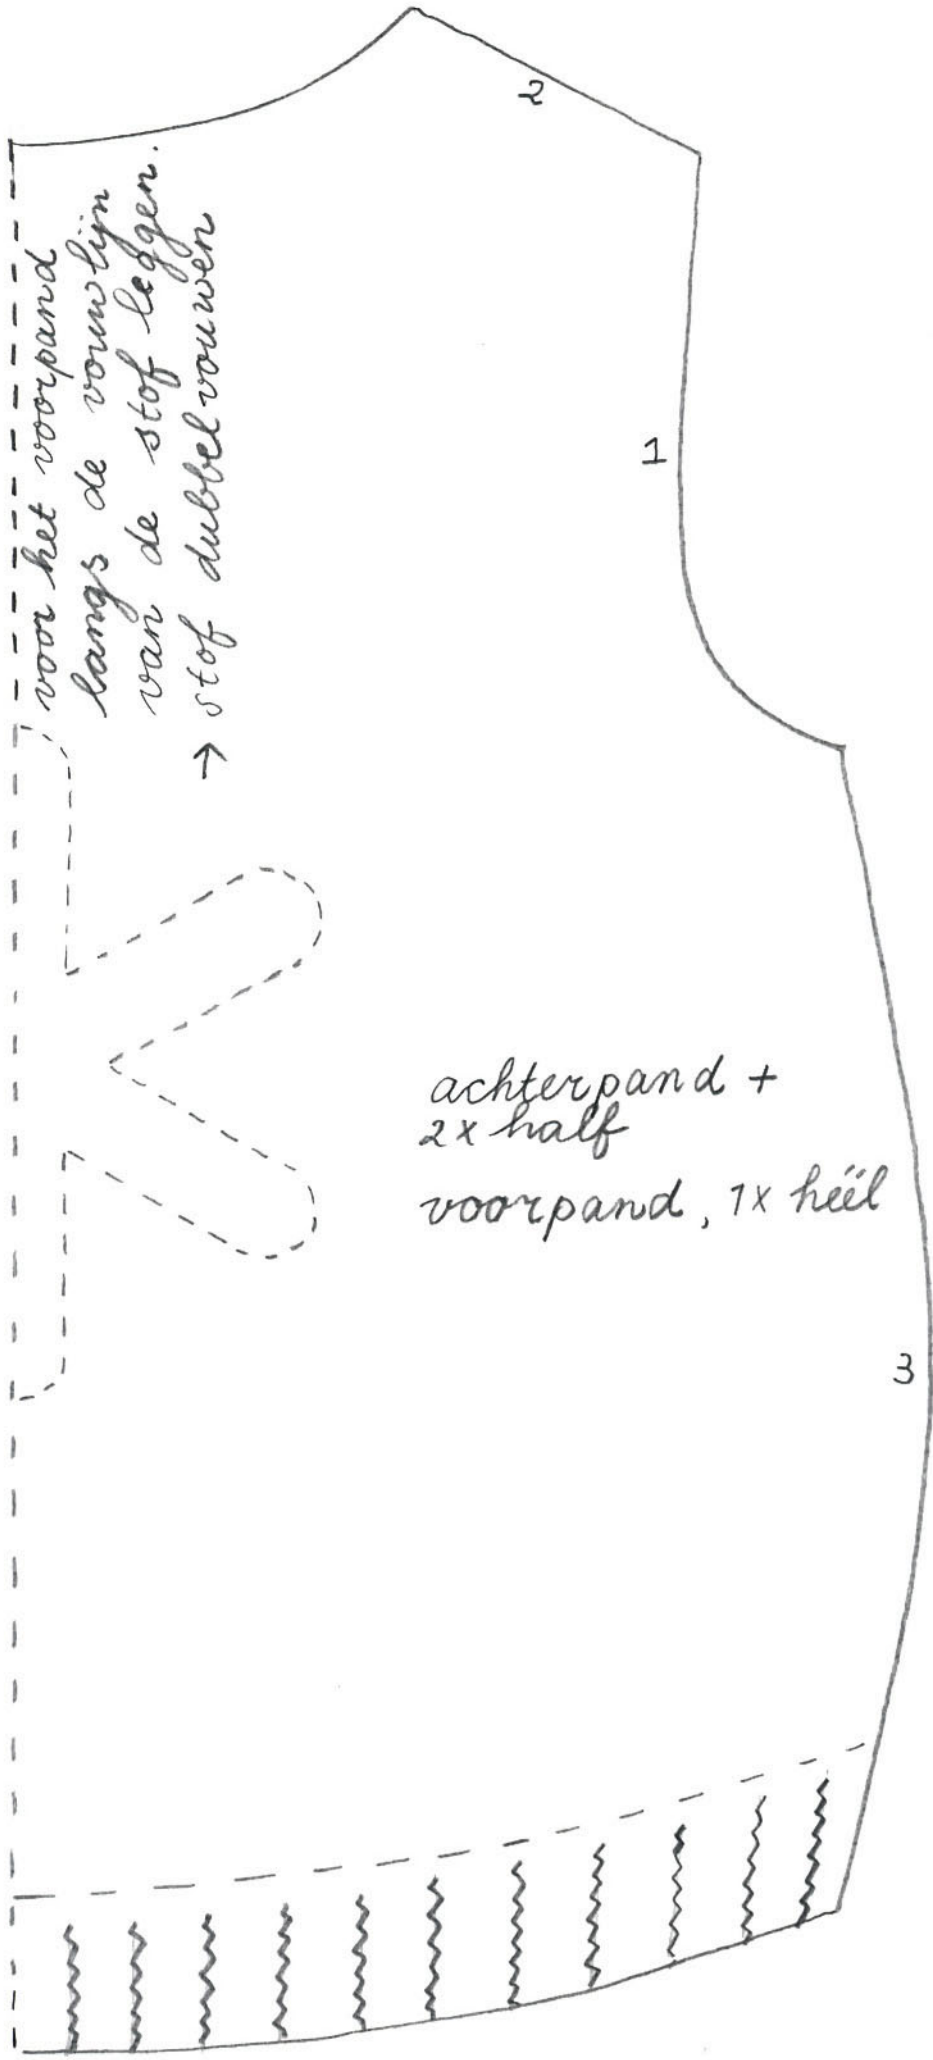 2
voor het voorpand
langs de vouwlijn
van de stof leggen.
→ stof dubbelvouwen
1
achterpand +
2x half
voorpand, 1x héél
3